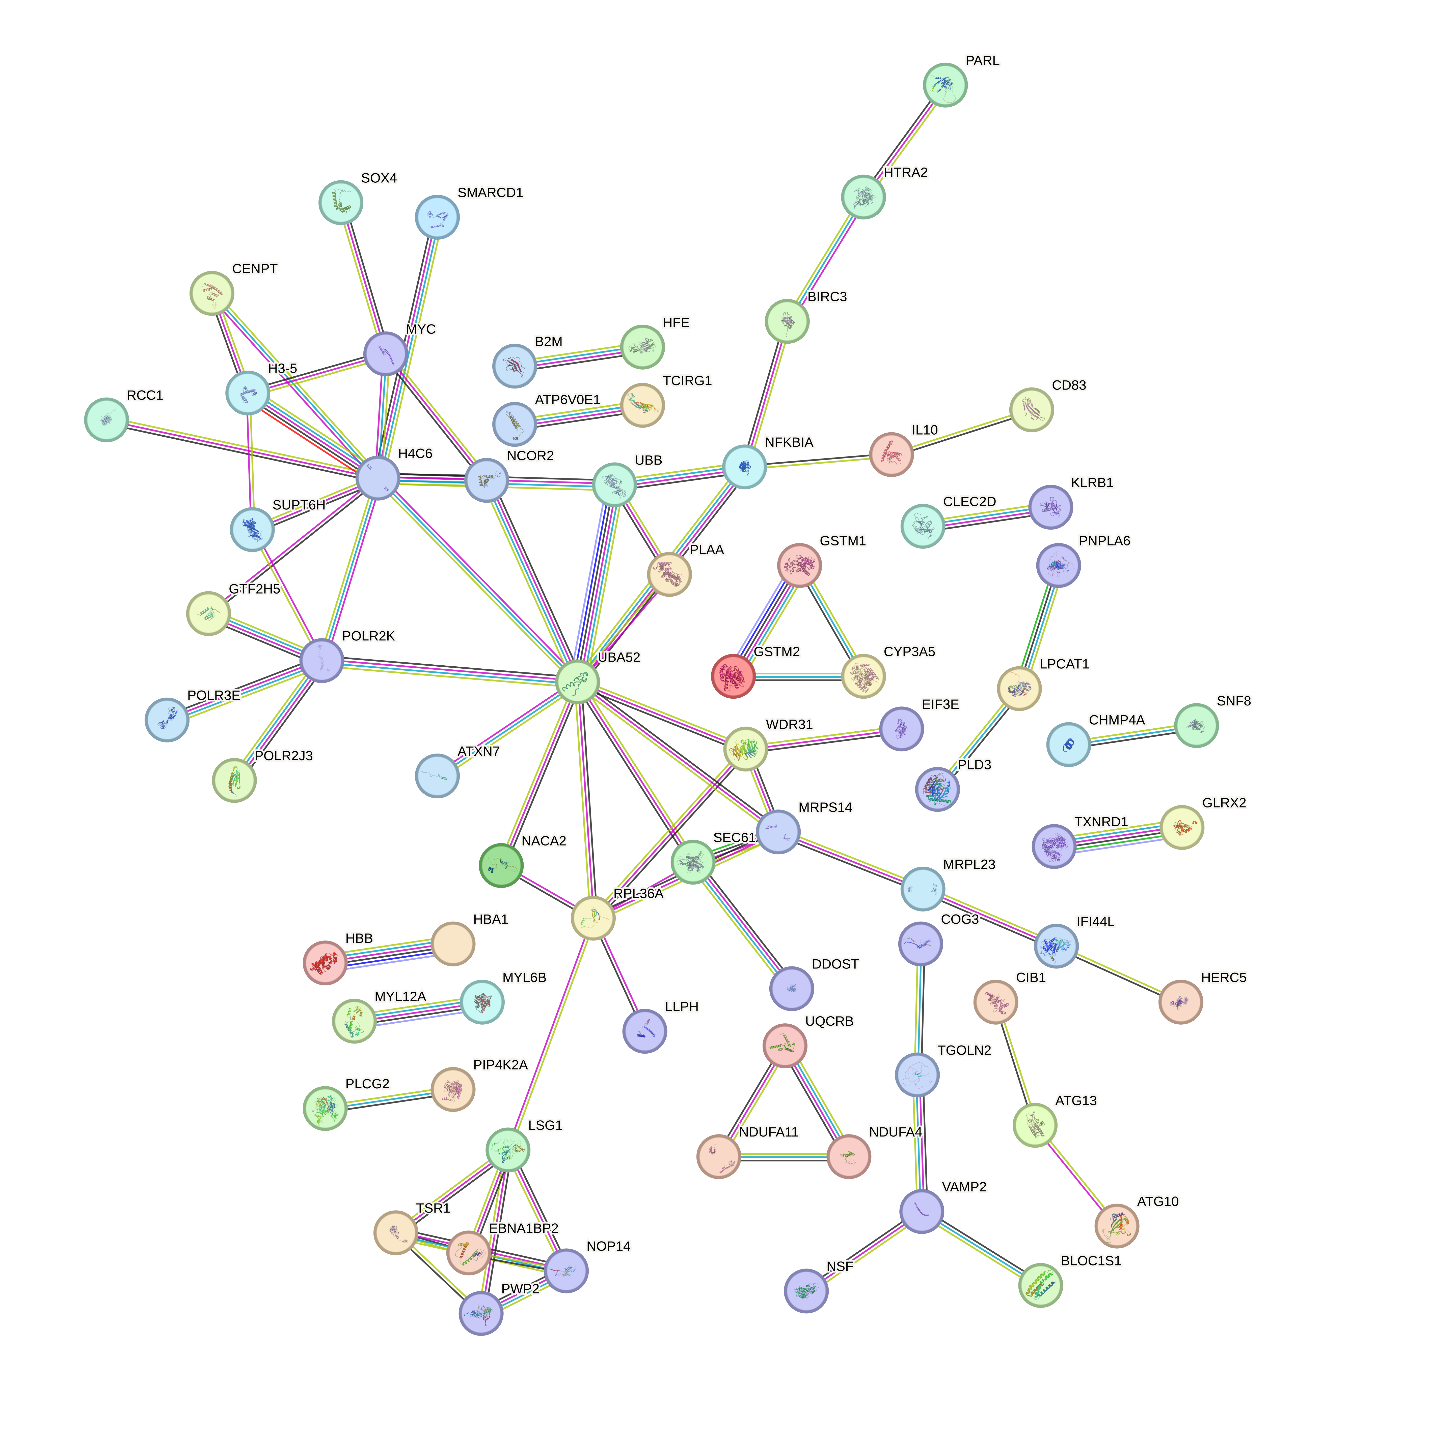 PARL
HTRA2
SOX4
SMARCD1
CENPT
BIRC3
HFE
MYC
B2M
H3-5
TCIRG1
CD83
RCC1
ATP6V0E1
IL10
NFKBIA
H4C6
NCOR2
UBB
KLRB1
CLEC2D
SUPT6H
GSTM1
PNPLA6
PLAA
GTF2H5
POLR2K
GSTM2
CYP3A5
UBA52
LPCAT1
POLR3E
EIF3E
SNF8
WDR31
CHMP4A
POLR2J3
ATXN7
PLD3
GLRX2
MRPS14
TXNRD1
NACA2
SEC61
MRPL23
RPL36A
HBA1
COG3
IFI44L
HBB
DDOST
CIB1
HERC5
MYL6B
MYL12A
LLPH
UQCRB
TGOLN2
PIP4K2A
PLCG2
ATG13
LSG1
NDUFA11
NDUFA4
VAMP2
ATG10
TSR1
EBNA1BP2
NOP14
NSF
BLOC1S1
PWP2